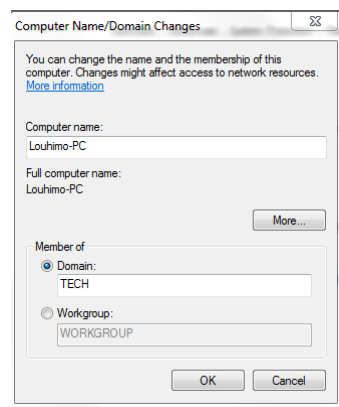 Computer Name/Domain Changes
You can change the name and the membership of this
computer. Changes might affect access to network resources.
More information
Computer name:
Louhimo-PC
Full computer name:
Louhimo-PC
More...
Member of
Domain:
TECH
Workgroup:
WORKGROUP
OK Cancel